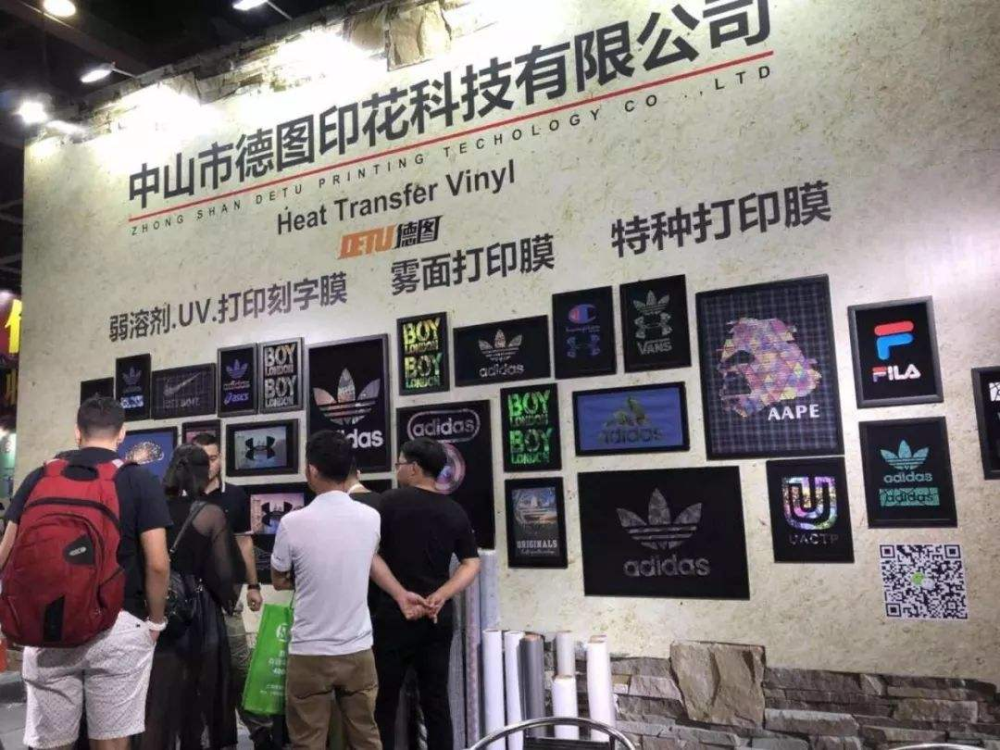 中山市德图印花科技有限公司
ZHONG SHAN DETU PRINTING TECHOLOGY CO.,LTD
Heat Transfer Vinyl
DETU德图
弱溶剂.UV.打印刻字膜
雾面打印膜
特种打印膜
BOY
LONDON
BOY
LONDON
adidas
VANS
AAPE
FILA
adidas
asics
BOY
LONDON
BOY
LONDON
adidas
adidas
BOY
LONDON
BOY
LONDON
adidas
adidas
adidas
ORIGINALS
adidas
UACTP